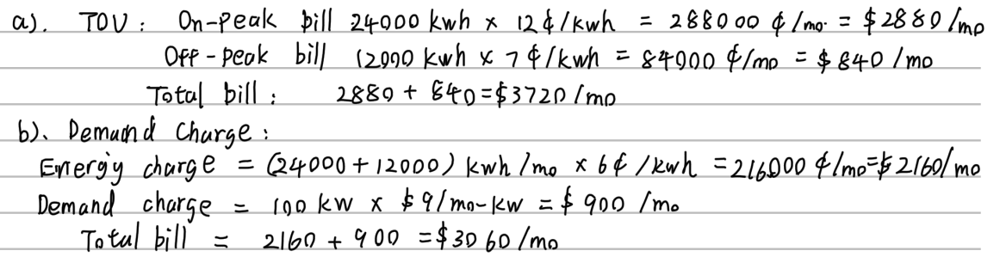 a). TOU: On-peak bill 24000 kwh × 12¢/kwh = 288000 ¢/mo. = $2880/mo
Off-peak bill 12000 kwh × 7¢/kwh = 84000 ¢/mo = $840/mo
Total bill: 2880 + 840 = $3720/mo
b). Demand Charge:
Energy charge = (24000+12000) kwh/mo × 6¢/kwh = 216000 ¢/mo = $2160/mo
Demand charge = 100 kw × $9/mo-kw = $900/mo
Total bill = 2160 + 900 = $3060/mo